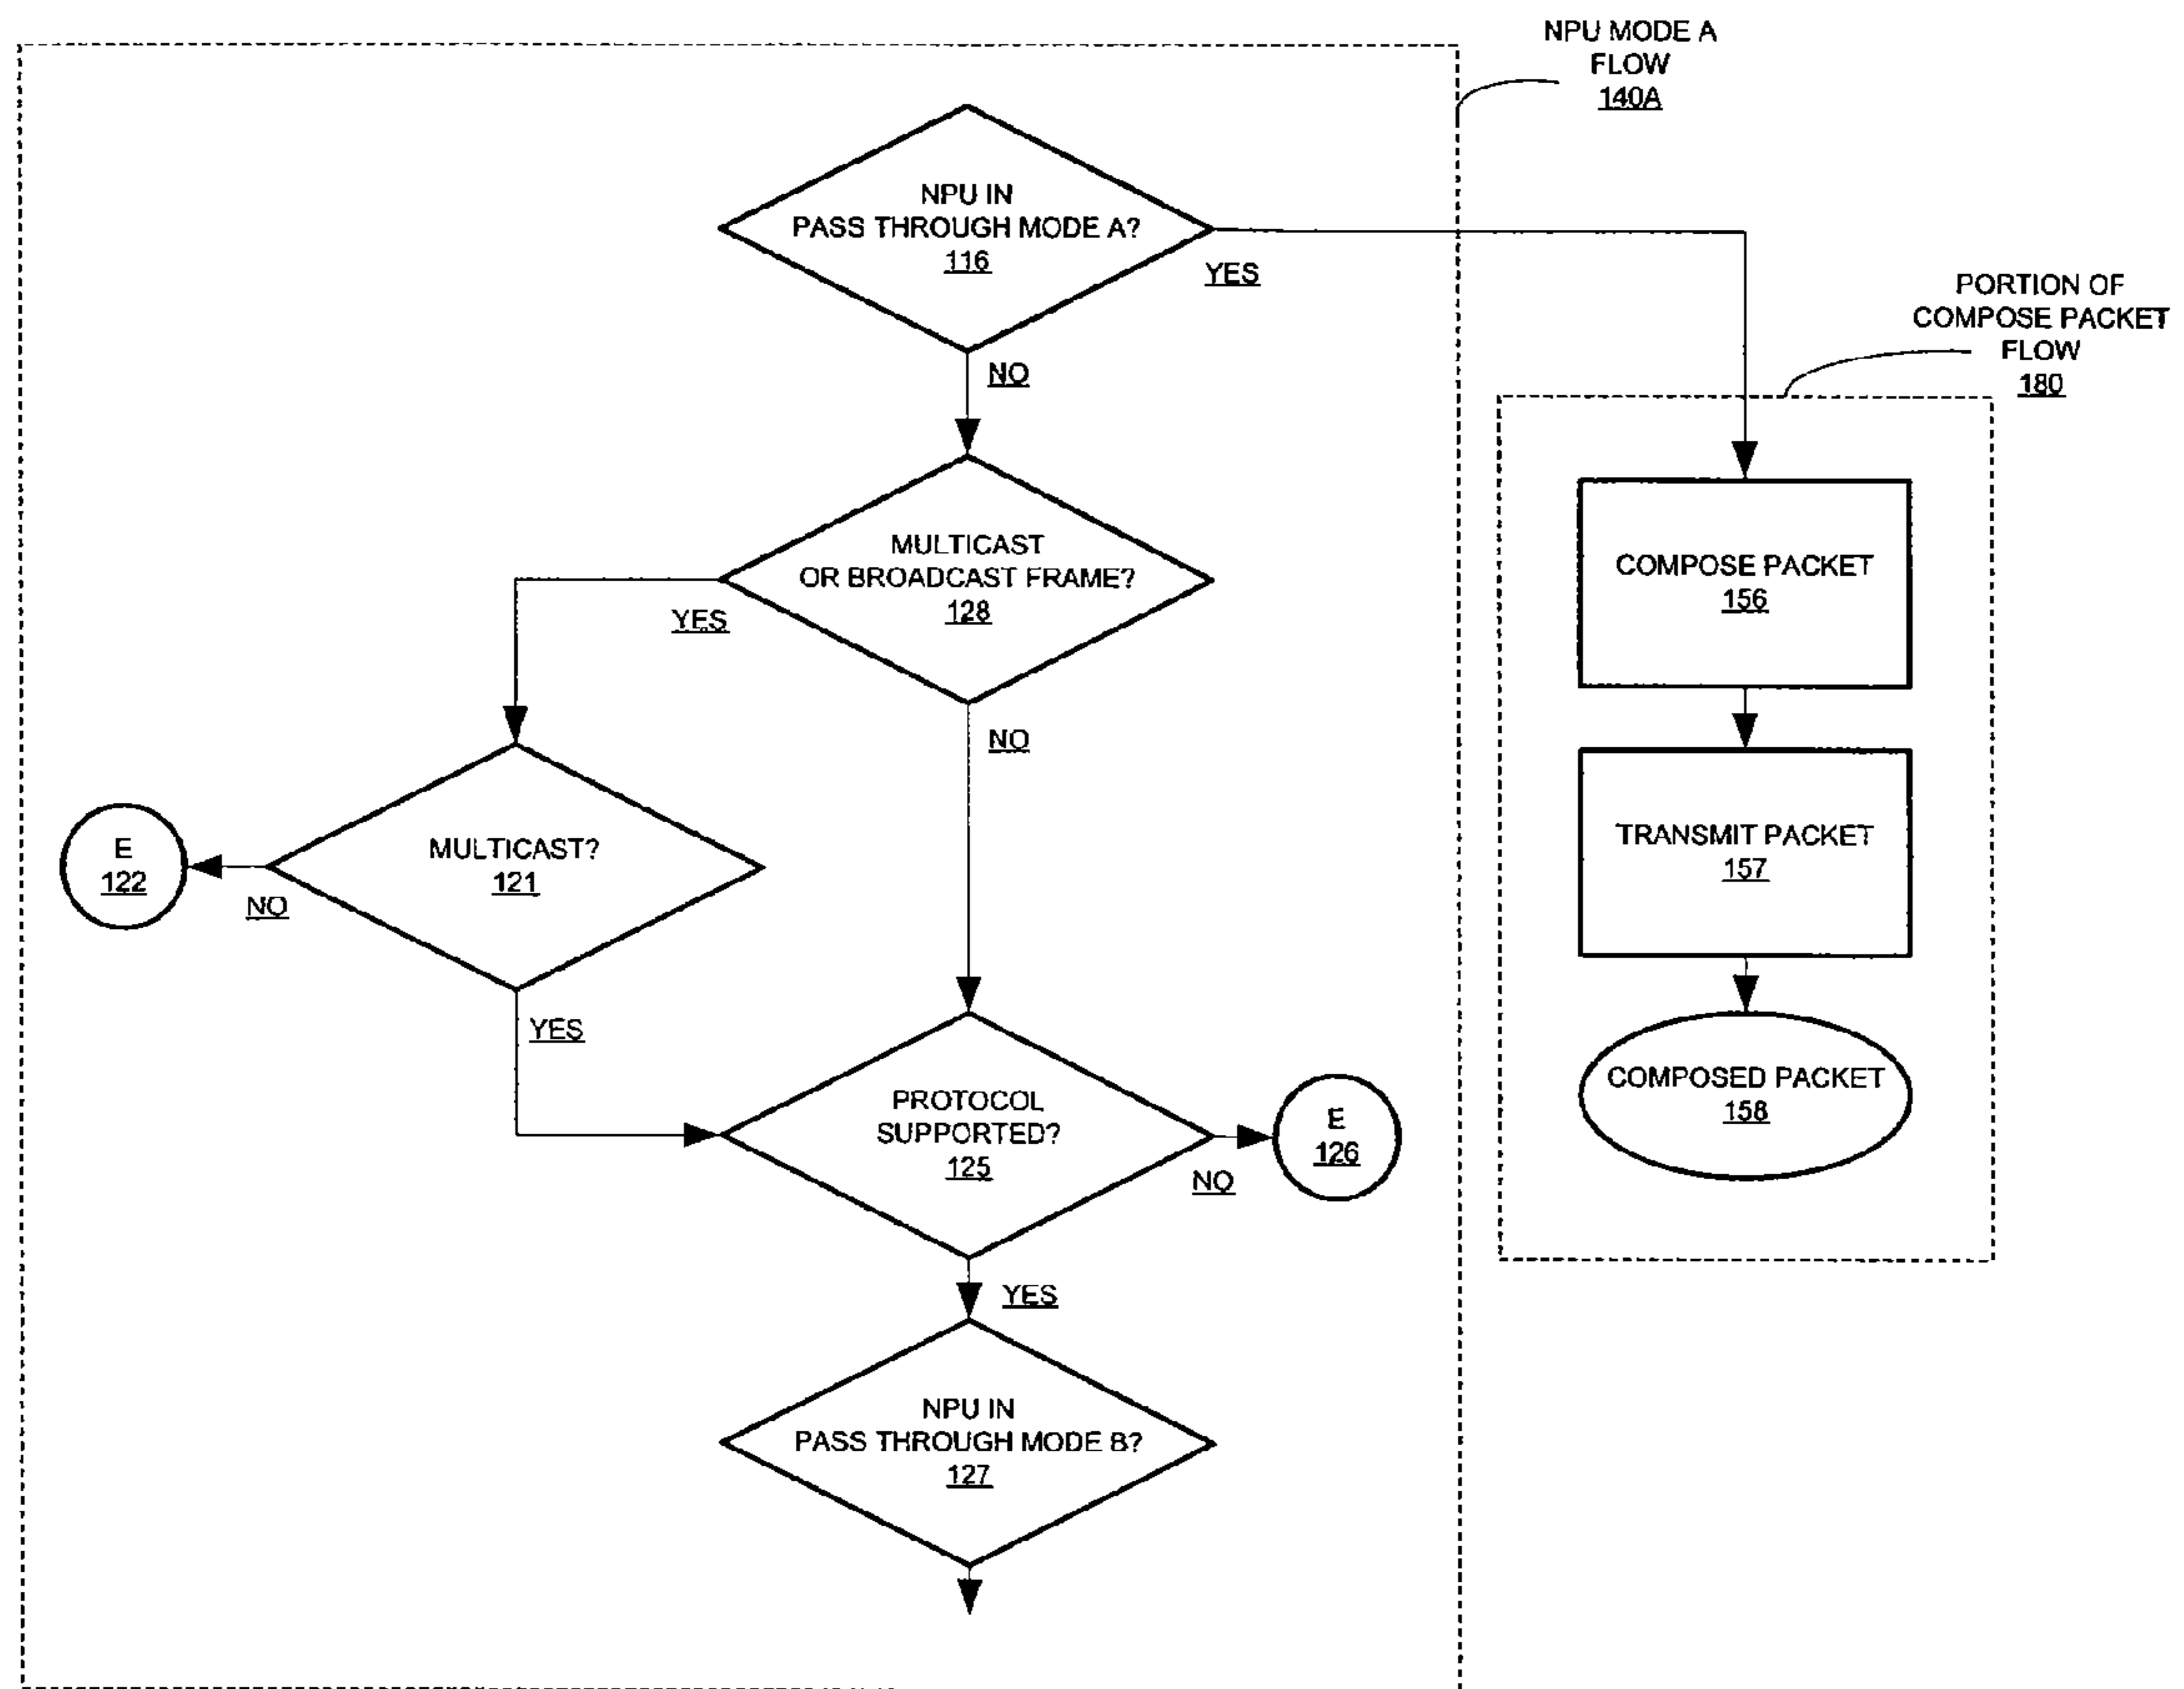 NPU MODE A
FLOW
140A
NPU IN
PASS THROUGH MODE A?
116
YES
NO
PORTION OF
COMPOSE PACKET
FLOW
180
MULTICAST
OR BROADCAST FRAME?
128
YES
NO
COMPOSE PACKET
156
MULTICAST?
121
NO
YES
E
122
TRANSMIT PACKET
157
PROTOCOL
SUPPORTED?
125
NO
YES
E
126
COMPOSED PACKET
158
NPU IN
PASS THROUGH MODE B?
127